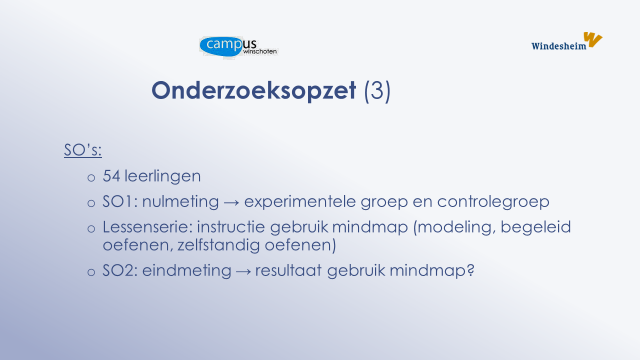 campus
winschoten
Windesheim
Onderzoeksopzet (3)
SO's:
o 54 leerlingen
o SO1: nulmeting → experimentele groep en controlegroep
o Lessenserie: instructie gebruik mindmap (modeling, begeleid
oefenen, zelfstandig oefenen)
o SO2: eindmeting → resultaat gebruik mindmap?